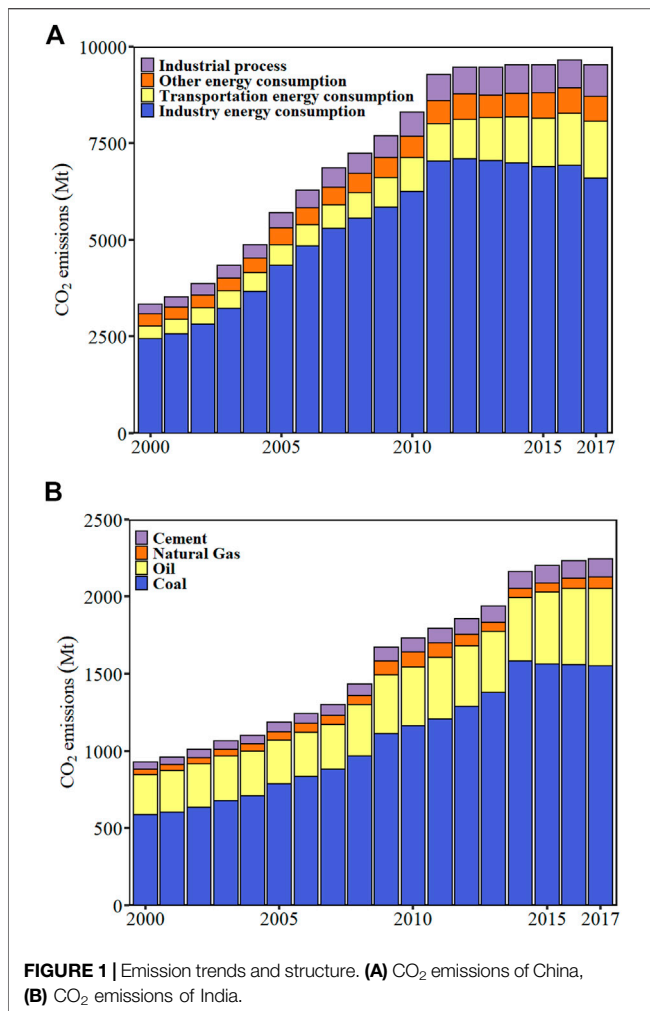 A
10000
7500
5000
2500
0
CO₂ emissions (Mt)
Industrial process
Other energy consumption
Transportation energy consumption
Industry energy consumption
2000 2005 2010 2015 2017
B
2500
2000
1500
1000
500
0
CO₂ emissions (Mt)
Cement
Natural Gas
Oil
Coal
2000 2005 2010 2015 2017
FIGURE 1 | Emission trends and structure. (A) CO₂ emissions of China,
(B) CO₂ emissions of India.